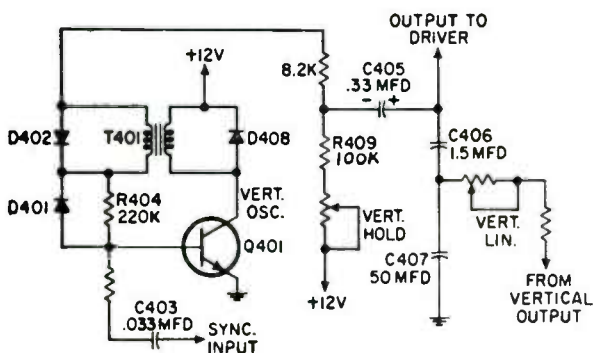 OUTPUT TO
DRIVER
+12V
8.2K
C405
.33 MFD
- +
D402
T401
D408
R409
100K
C406
1.5 MFD
D401
R404
220K
VERT.
OSC.
Q401
VERT.
HOLD
VERT.
LIN.
C407
50 MFD
C403
.033 MFD
SYNC.
INPUT
+12V
FROM
VERTICAL
OUTPUT